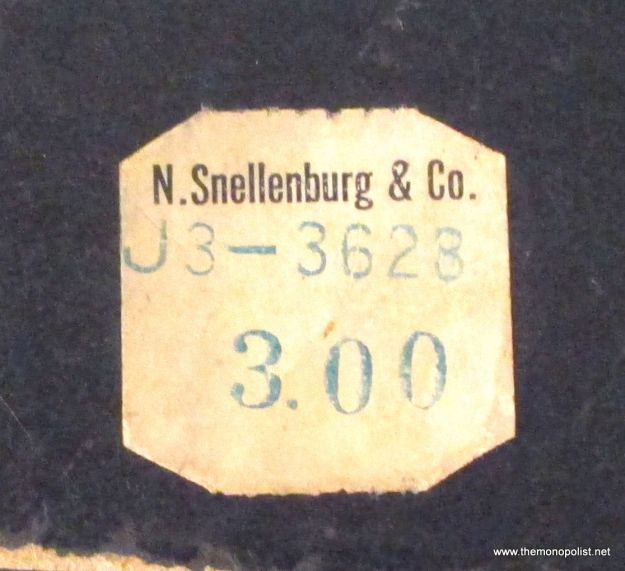 N. Snellenburg & Co.
J3-3628
3.00
www.themonopolist.net